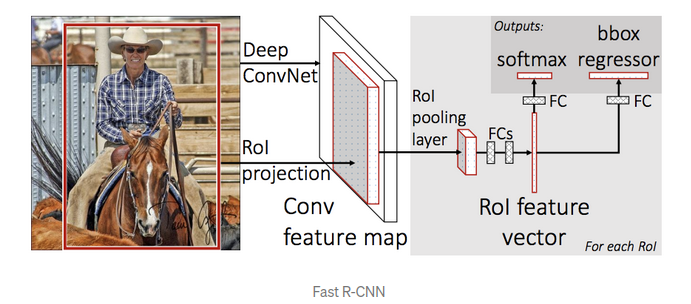 Deep
ConvNet
RoI
projection
Conv
feature map
RoI
pooling
layer
FCs
Outputs:
softmax
bbox
regressor
FC
FC
RoI feature
vector
For each RoI
Fast R-CNN